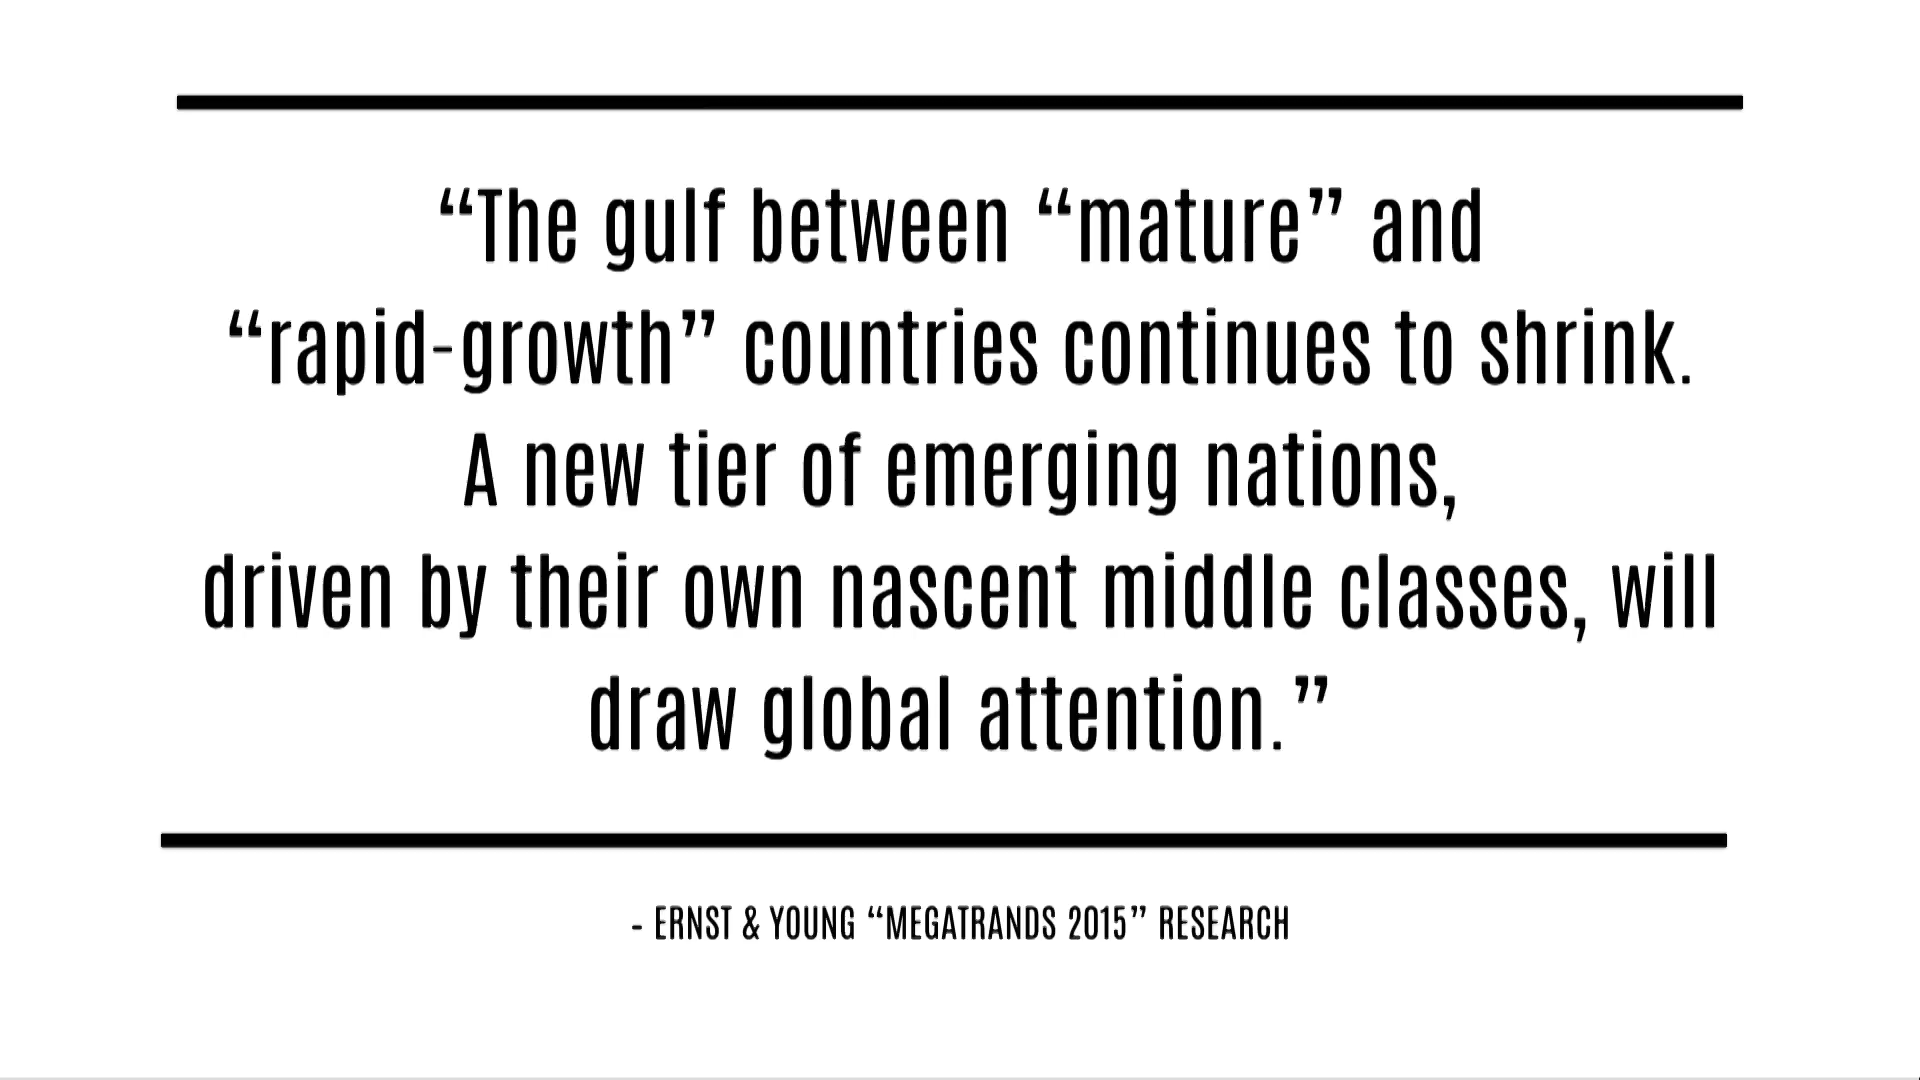 “The gulf between “mature” and
“rapid-growth” countries continues to shrink.
A new tier of emerging nations,
driven by their own nascent middle classes, will
draw global attention.”
- ERNST & YOUNG “MEGATRANDS 2015” RESEARCH